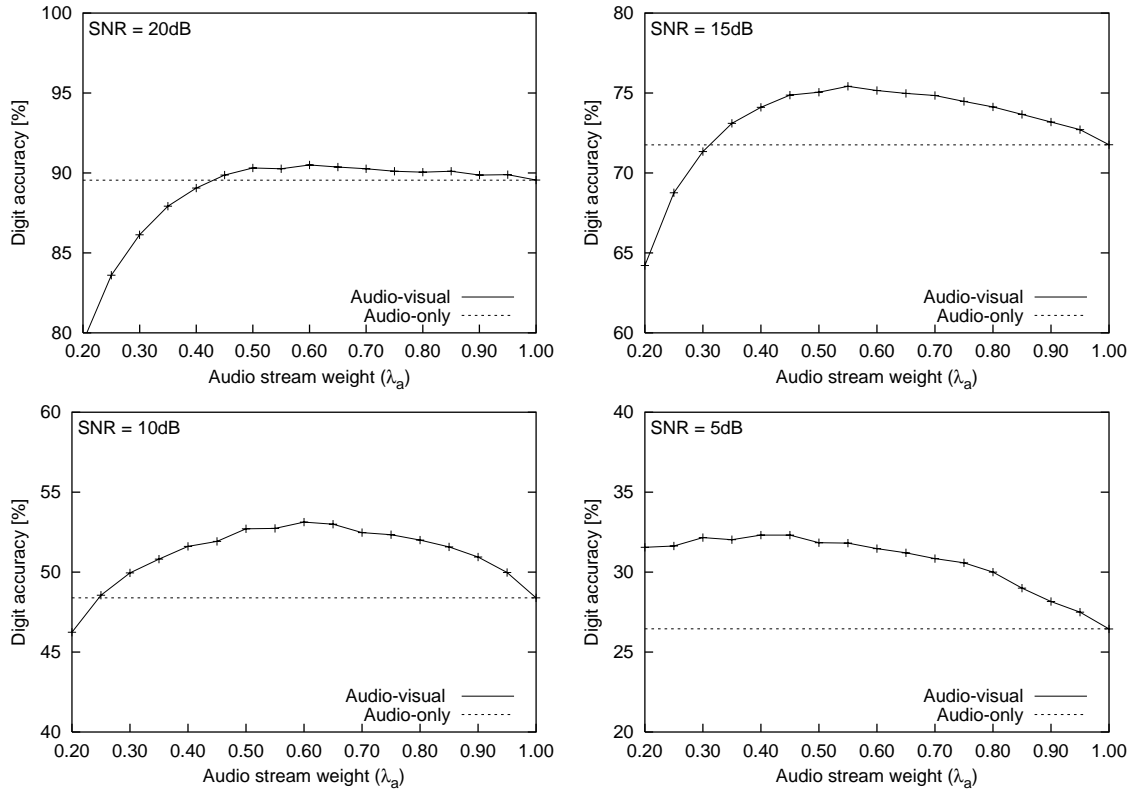 SNR = 20dB
100
95
90
85
80
Digit accuracy [%]
Audio-visual
Audio-only
0.20 0.30 0.40 0.50 0.60 0.70 0.80 0.90 1.00
Audio stream weight (λa)
SNR = 15dB
80
75
70
65
60
Digit accuracy [%]
Audio-visual
Audio-only
0.20 0.30 0.40 0.50 0.60 0.70 0.80 0.90 1.00
Audio stream weight (λa)
SNR = 10dB
60
55
50
45
40
Digit accuracy [%]
Audio-visual
Audio-only
0.20 0.30 0.40 0.50 0.60 0.70 0.80 0.90 1.00
Audio stream weight (λa)
SNR = 5dB
40
35
30
25
20
Digit accuracy [%]
Audio-visual
Audio-only
0.20 0.30 0.40 0.50 0.60 0.70 0.80 0.90 1.00
Audio stream weight (λa)